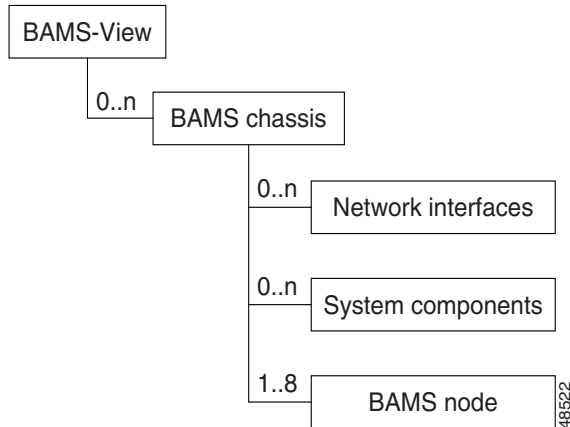 BAMS-View
0..n
BAMS chassis
0..n
Network interfaces
0..n
System components
1..8
BAMS node
48522